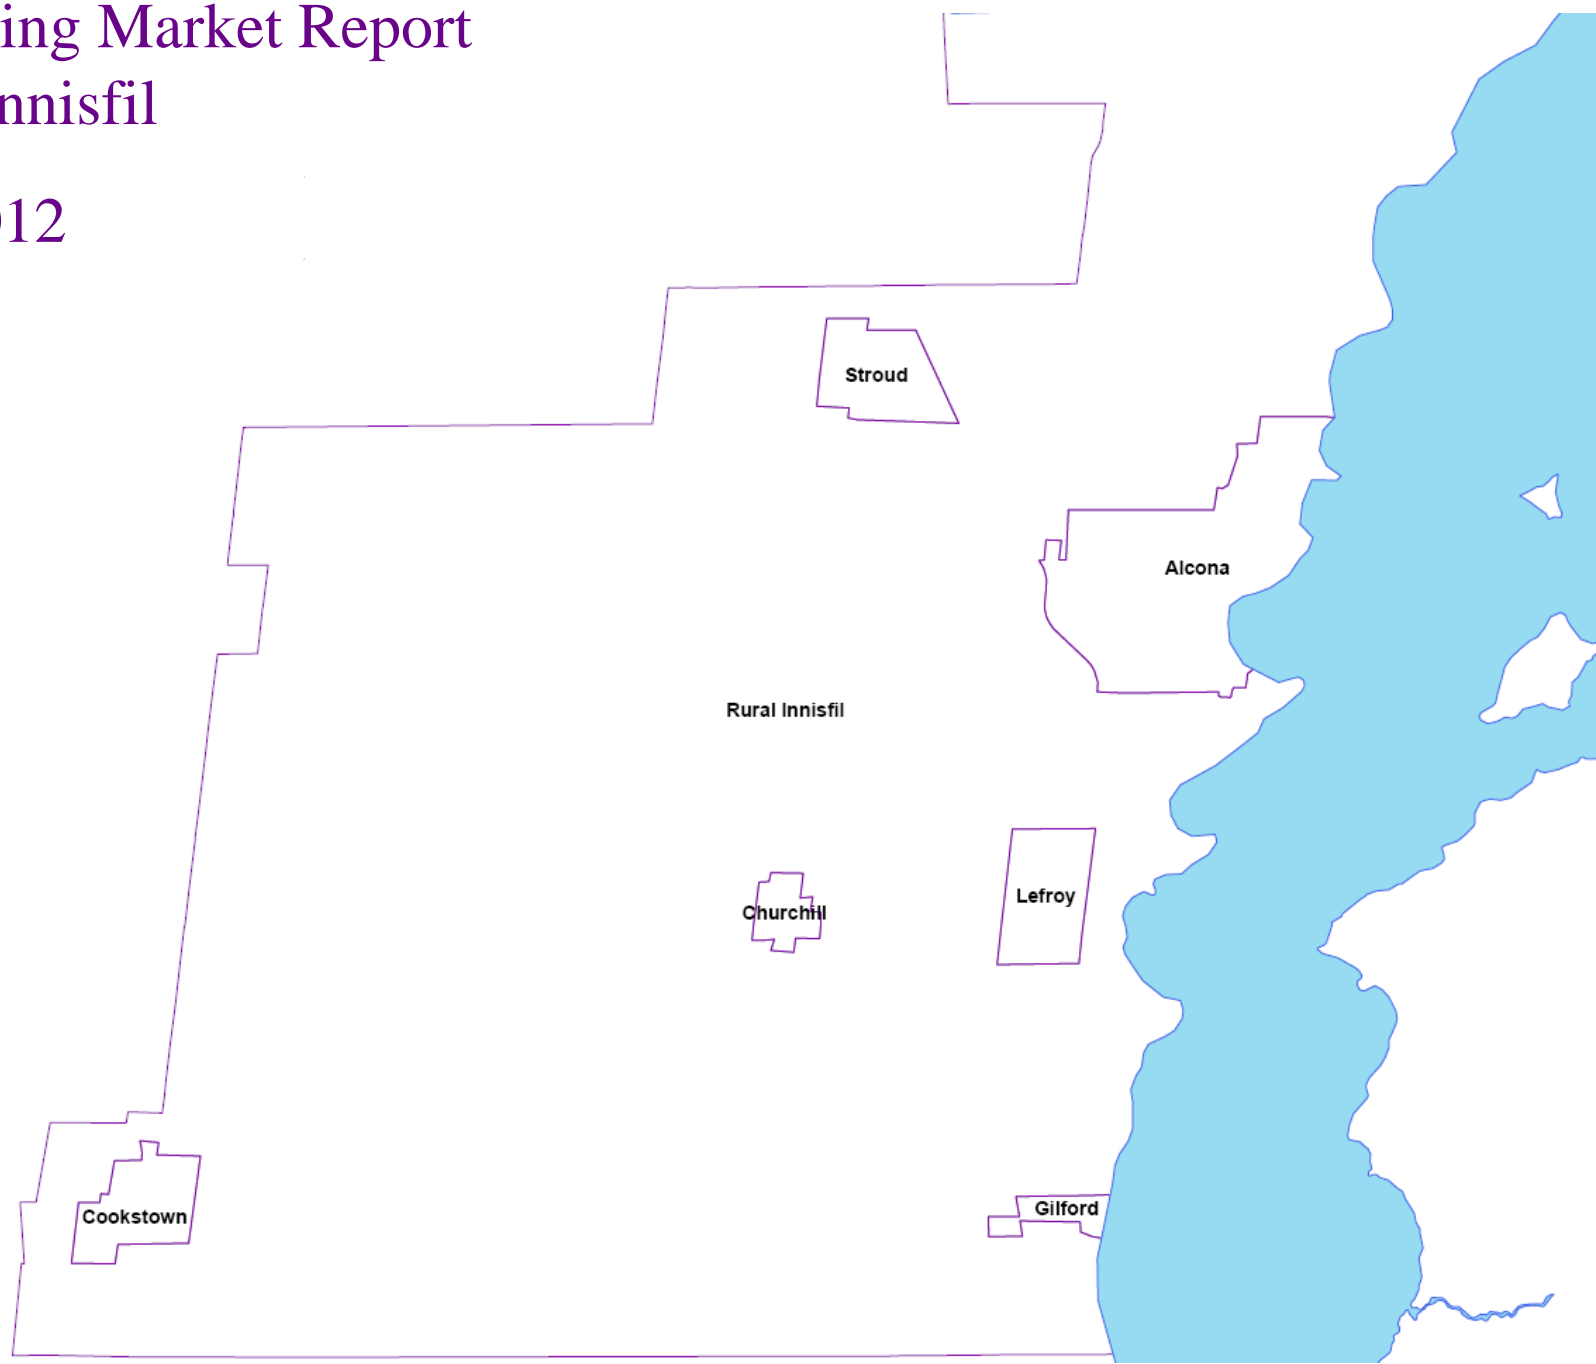 ing Market Report
nnisfil
12
Stroud
Alcona
Rural Innisfil
Lefroy
Churchill
Gilford
Cookstown